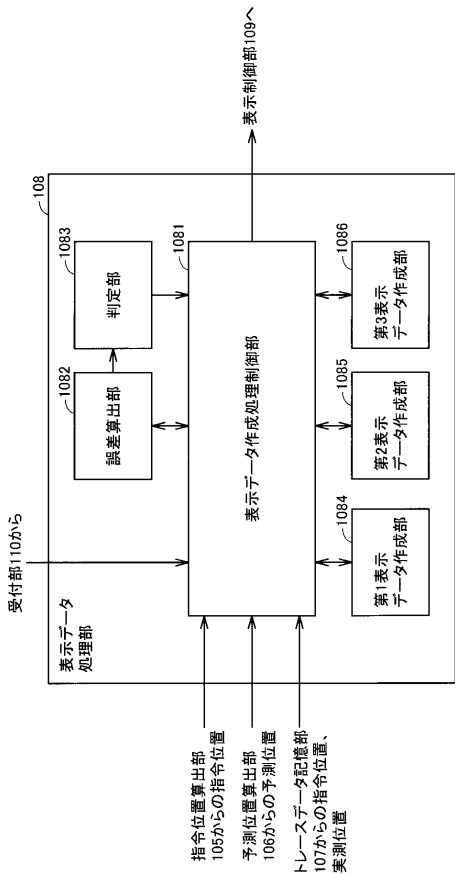 受付部110から
108
表示データ
処理部
1082
誤差算出部
1083
判定部
1081
表示データ作成処理制御部
表示制御部109へ
指令位置算出部
105からの指令位置
予測位置算出部
106からの予測位置
トレースデータ記憶部
107からの指令位置、
実測位置
1084
第1表示
データ作成部
1085
第2表示
データ作成部
1086
第3表示
データ作成部